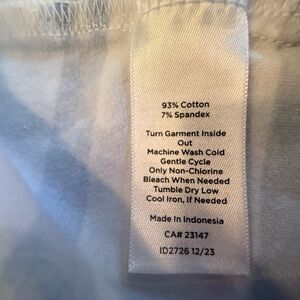 93% Cotton
7% Spandex
Turn Garment Inside
Out
Machine Wash Cold
Gentle Cycle
Only Non-Chlorine
Bleach When Needed
Tumble Dry Low
Cool Iron, If Needed
Made In Indonesia
CA# 23147
ID2726 12/23